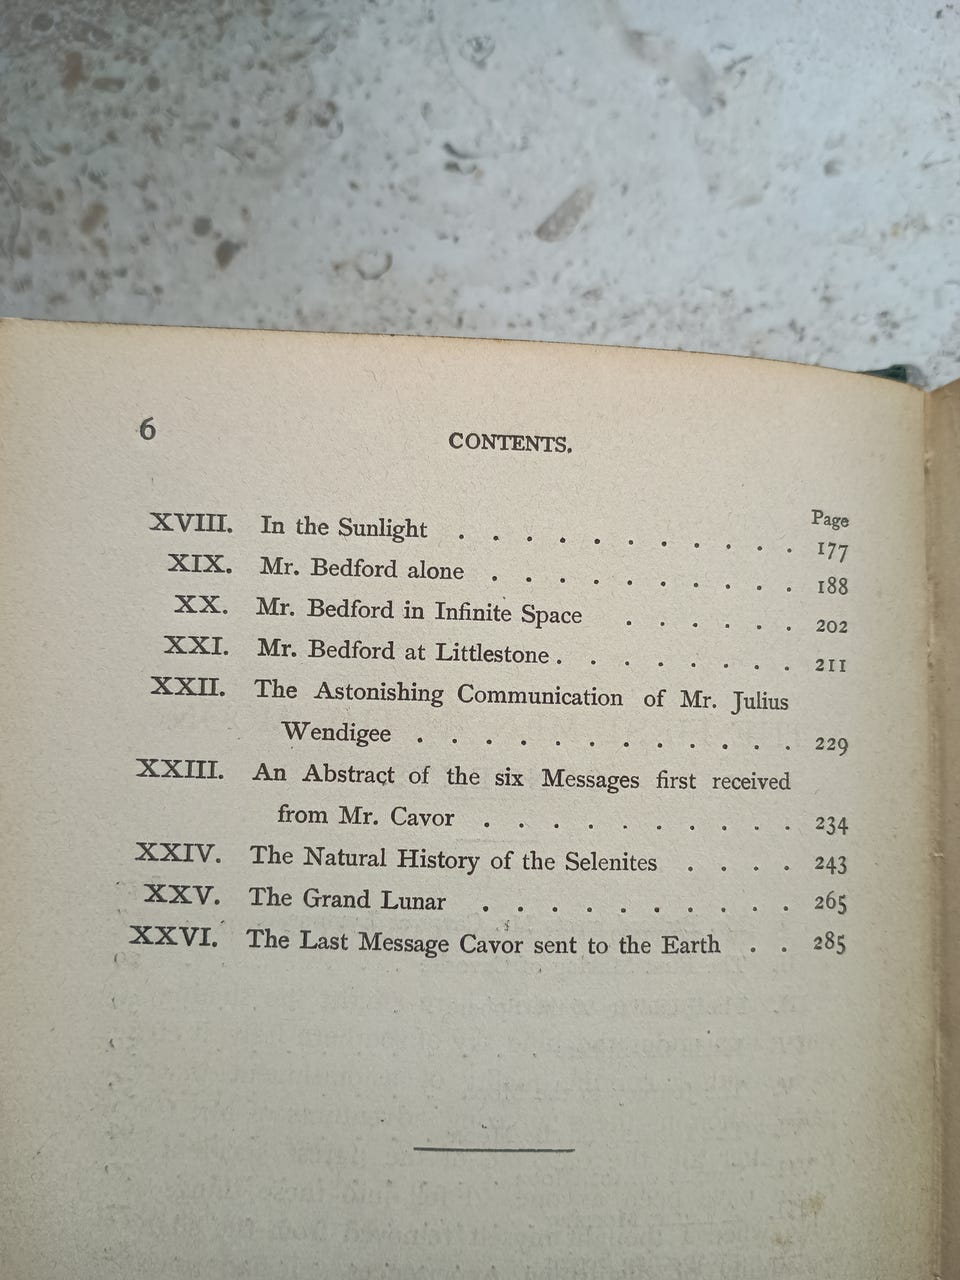 6
CONTENTS.
Page
XVIII. In the Sunlight . . . . . . . . . . . 177
XIX. Mr. Bedford alone . . . . . . . . . . 188
XX. Mr. Bedford in Infinite Space . . . . . . 202
XXI. Mr. Bedford at Littlestone . . . . . . . . 211
XXII. The Astonishing Communication of Mr. Julius
Wendigee . . . . . . . . . . . . 229
XXIII. An Abstract of the six Messages first received
from Mr. Cavor . . . . . . . . . . 234
XXIV. The Natural History of the Selenites . . . . 243
XXV. The Grand Lunar . . . . . . . . . . 265
XXVI. The Last Message Cavor sent to the Earth . . 285